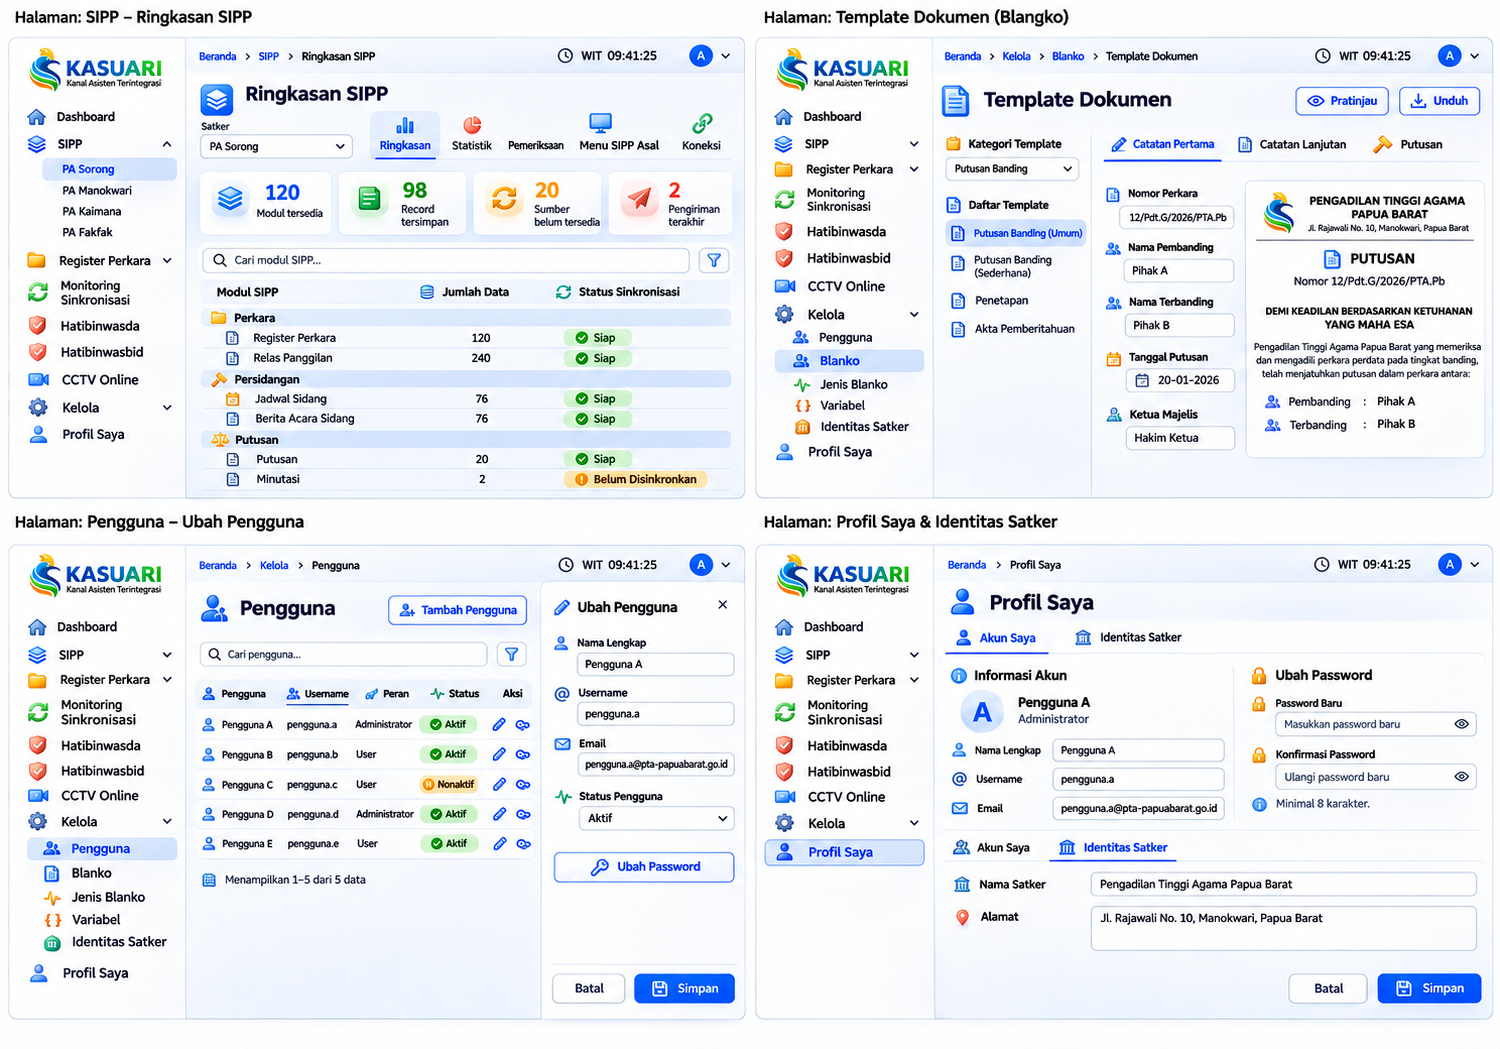 Halaman: SIPP – Ringkasan SIPP
KASUARI
Kanal Asisten Terintegrasi
Dashboard
SIPP
PA Sorong
PA Manokwari
PA Kaimana
PA Fakfak
Register Perkara
Monitoring
Sinkronisasi
Hatibinwasda
Hatibinwasbid
CCTV Online
Kelola
Profil Saya
Beranda > SIPP > Ringkasan SIPP
WIT 09:41:25
A
Ringkasan SIPP
Satker
PA Sorong
Ringkasan
Statistik
Pemeriksaan
Menu SIPP Asal
Koneksi
120
Modul tersedia
98
Record
tersimpan
20
Sumber
belum tersedia
2
Pengiriman
terakhir
Cari modul SIPP...
Modul SIPP Jumlah Data Status Sinkronisasi
Perkara
Register Perkara 120 Siap
Relas Panggilan 240 Siap
Persidangan
Jadwal Sidang 76 Siap
Berita Acara Sidang 76 Siap
Putusan
Putusan 20 Siap
Minutasi 2 Belum Disinkronkan
Halaman: Template Dokumen (Blangko)
KASUARI
Kanal Asisten Terintegrasi
Dashboard
SIPP
Register Perkara
Monitoring
Sinkronisasi
Hatibinwasda
Hatibinwasbid
CCTV Online
Kelola
Pengguna
Blanko
Jenis Blanko
Variabel
Identitas Satker
Profil Saya
Beranda > Kelola > Blanko > Template Dokumen
WIT 09:41:25
A
Template Dokumen
Pratinjau
Unduh
Kategori Template
Putusan Banding
Daftar Template
Putusan Banding (Umum)
Putusan Banding
(Sederhana)
Penetapan
Akta Pemberitahuan
Catatan Pertama
Catatan Lanjutan
Putusan
Nomor Perkara
12/Pdt.G/2026/PTA.Pb
Nama Pembanding
Pihak A
Nama Terbanding
Pihak B
Tanggal Putusan
20-01-2026
Ketua Majelis
Hakim Ketua
PENGADILAN TINGGI AGAMA
PAPUA BARAT
Jl. Rajawali No. 10, Manokwari, Papua Barat
PUTUSAN
Nomor 12/Pdt.G/2026/PTA.Pb
DEMI KEADILAN BERDASARKAN KETUHANAN
YANG MAHA ESA
Pengadilan Tinggi Agama Papua Barat yang memeriksa
dan mengadili perkara perdata pada tingkat banding,
telah menjatuhkan putusan dalam perkara antara:
Pembanding : Pihak A
Terbanding : Pihak B
Halaman: Pengguna – Ubah Pengguna
KASUARI
Kanal Asisten Terintegrasi
Dashboard
SIPP
Register Perkara
Monitoring
Sinkronisasi
Hatibinwasda
Hatibinwasbid
CCTV Online
Kelola
Pengguna
Blanko
Jenis Blanko
Variabel
Identitas Satker
Profil Saya
Beranda > Kelola > Pengguna
WIT 09:41:25
A
Pengguna
Tambah Pengguna
Cari pengguna...
Pengguna Username Peran Status Aksi
Pengguna A pengguna.a Administrator Aktif
Pengguna B pengguna.b User Aktif
Pengguna C pengguna.c User Nonaktif
Pengguna D pengguna.d Administrator Aktif
Pengguna E pengguna.e User Aktif
Menampilkan 1–5 dari 5 data
Ubah Pengguna
Nama Lengkap
Pengguna A
Username
pengguna.a
Email
pengguna.a@pta-papuabarat.go.id
Status Pengguna
Aktif
Ubah Password
Batal
Simpan
Halaman: Profil Saya & Identitas Satker
KASUARI
Kanal Asisten Terintegrasi
Dashboard
SIPP
Register Perkara
Monitoring
Sinkronisasi
Hatibinwasda
Hatibinwasbid
CCTV Online
Kelola
Profil Saya
Beranda > Profil Saya
WIT 09:41:25
A
Profil Saya
Akun Saya
Identitas Satker
Informasi Akun
A
Pengguna A
Administrator
Nama Lengkap Pengguna A
Username pengguna.a
Email pengguna.a@pta-papuabarat.go.id
Ubah Password
Password Baru
Masukkan password baru
Konfirmasi Password
Ulangi password baru
Minimal 8 karakter.
Akun Saya
Identitas Satker
Nama Satker Pengadilan Tinggi Agama Papua Barat
Alamat Jl. Rajawali No. 10, Manokwari, Papua Barat
Batal
Simpan